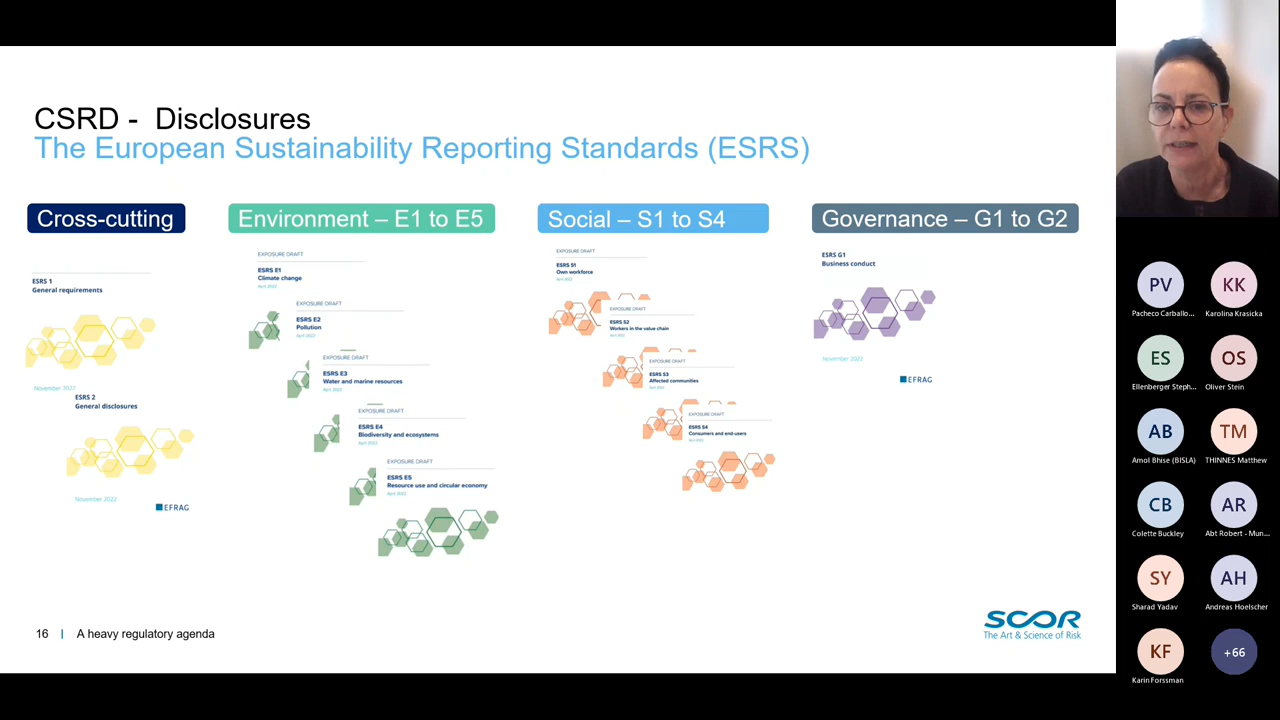 CSRD - Disclosures
The European Sustainability Reporting Standards (ESRS)
Cross-cutting
ESRS 1
General requirements
November 2022
ESRS 2
General disclosures
November 2022
EFRAG
Environment – E1 to E5
EXPOSURE DRAFT
ESRS E1
Climate change
April 2022
EXPOSURE DRAFT
ESRS E2
Pollution
April 2022
EXPOSURE DRAFT
ESRS E3
Water and marine resources
April 2022
EXPOSURE DRAFT
ESRS E4
Biodiversity and ecosystems
April 2022
EXPOSURE DRAFT
ESRS E5
Resource use and circular economy
April 2022
Social – S1 to S4
EXPOSURE DRAFT
ESRS S1
Own workforce
April 2022
EXPOSURE DRAFT
ESRS S2
Workers in the value chain
April 2022
EXPOSURE DRAFT
ESRS S3
Affected communities
April 2022
EXPOSURE DRAFT
ESRS S4
Consumers and end-users
April 2022
Governance – G1 to G2
ESRS G1
Business conduct
November 2022
EFRAG
16 | A heavy regulatory agenda
SCOR
The Art & Science of Risk
PV
Pacheco Carballo...
KK
Karolina Krasicka
ES
Ellenberger Steph...
OS
Oliver Stein
AB
Amol Bhise (BISLA)
TM
THINNES Matthew
CB
Colette Buckley
AR
Abt Robert - Mun...
SY
Sharad Yadav
AH
Andreas Hoelscher
KF
Karin Forssman
+66